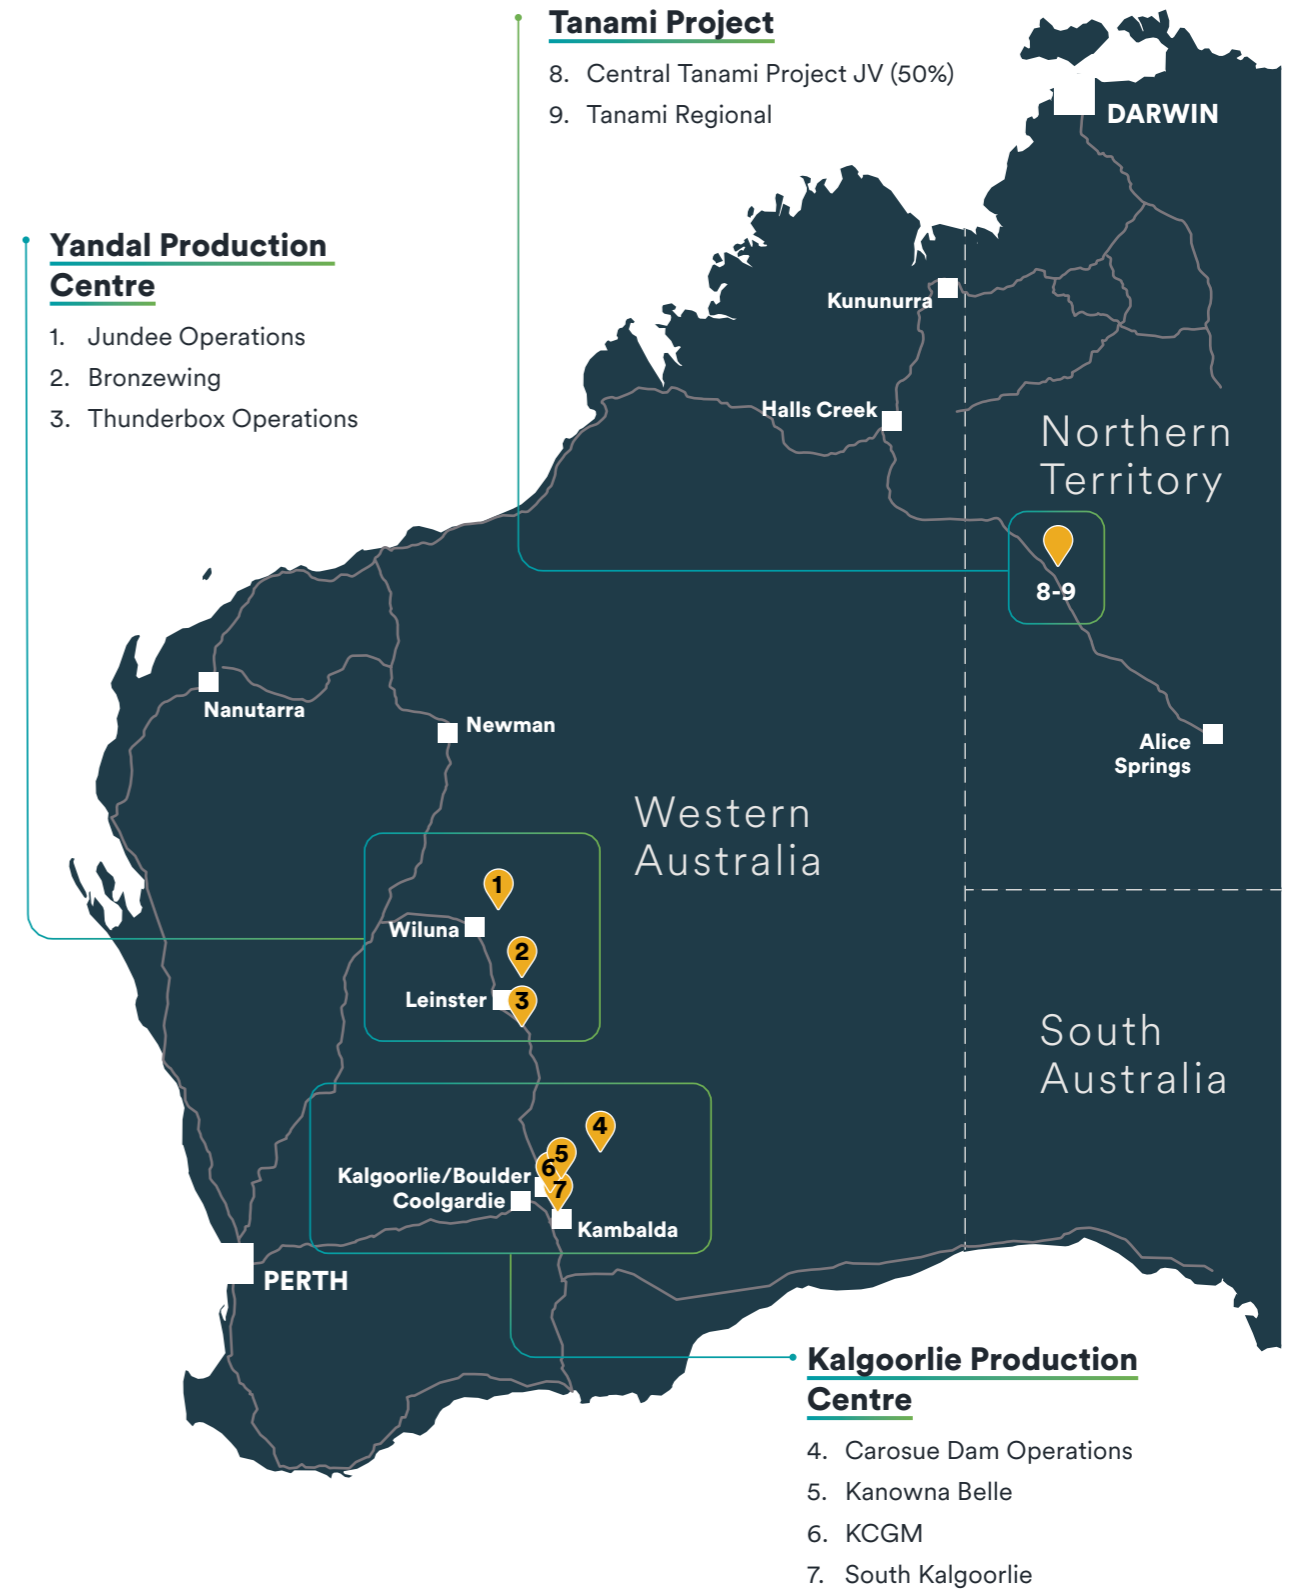 Tanami Project
8. Central Tanami Project JV (50%)
9. Tanami Regional
DARWIN
Yandal Production
Centre
1. Jundee Operations
2. Bronzewing
3. Thunderbox Operations
Kununurra
Halls Creek
Northern
Territory
8-9
Nanutarra
Newman
Alice
Springs
Western
Australia
1
Wiluna
2
Leinster
3
South
Australia
4
5
6
Kalgoorlie/Boulder
7
Coolgardie
Kambalda
PERTH
Kalgoorlie Production
Centre
4. Carosue Dam Operations
5. Kanowna Belle
6. KCGM
7. South Kalgoorlie